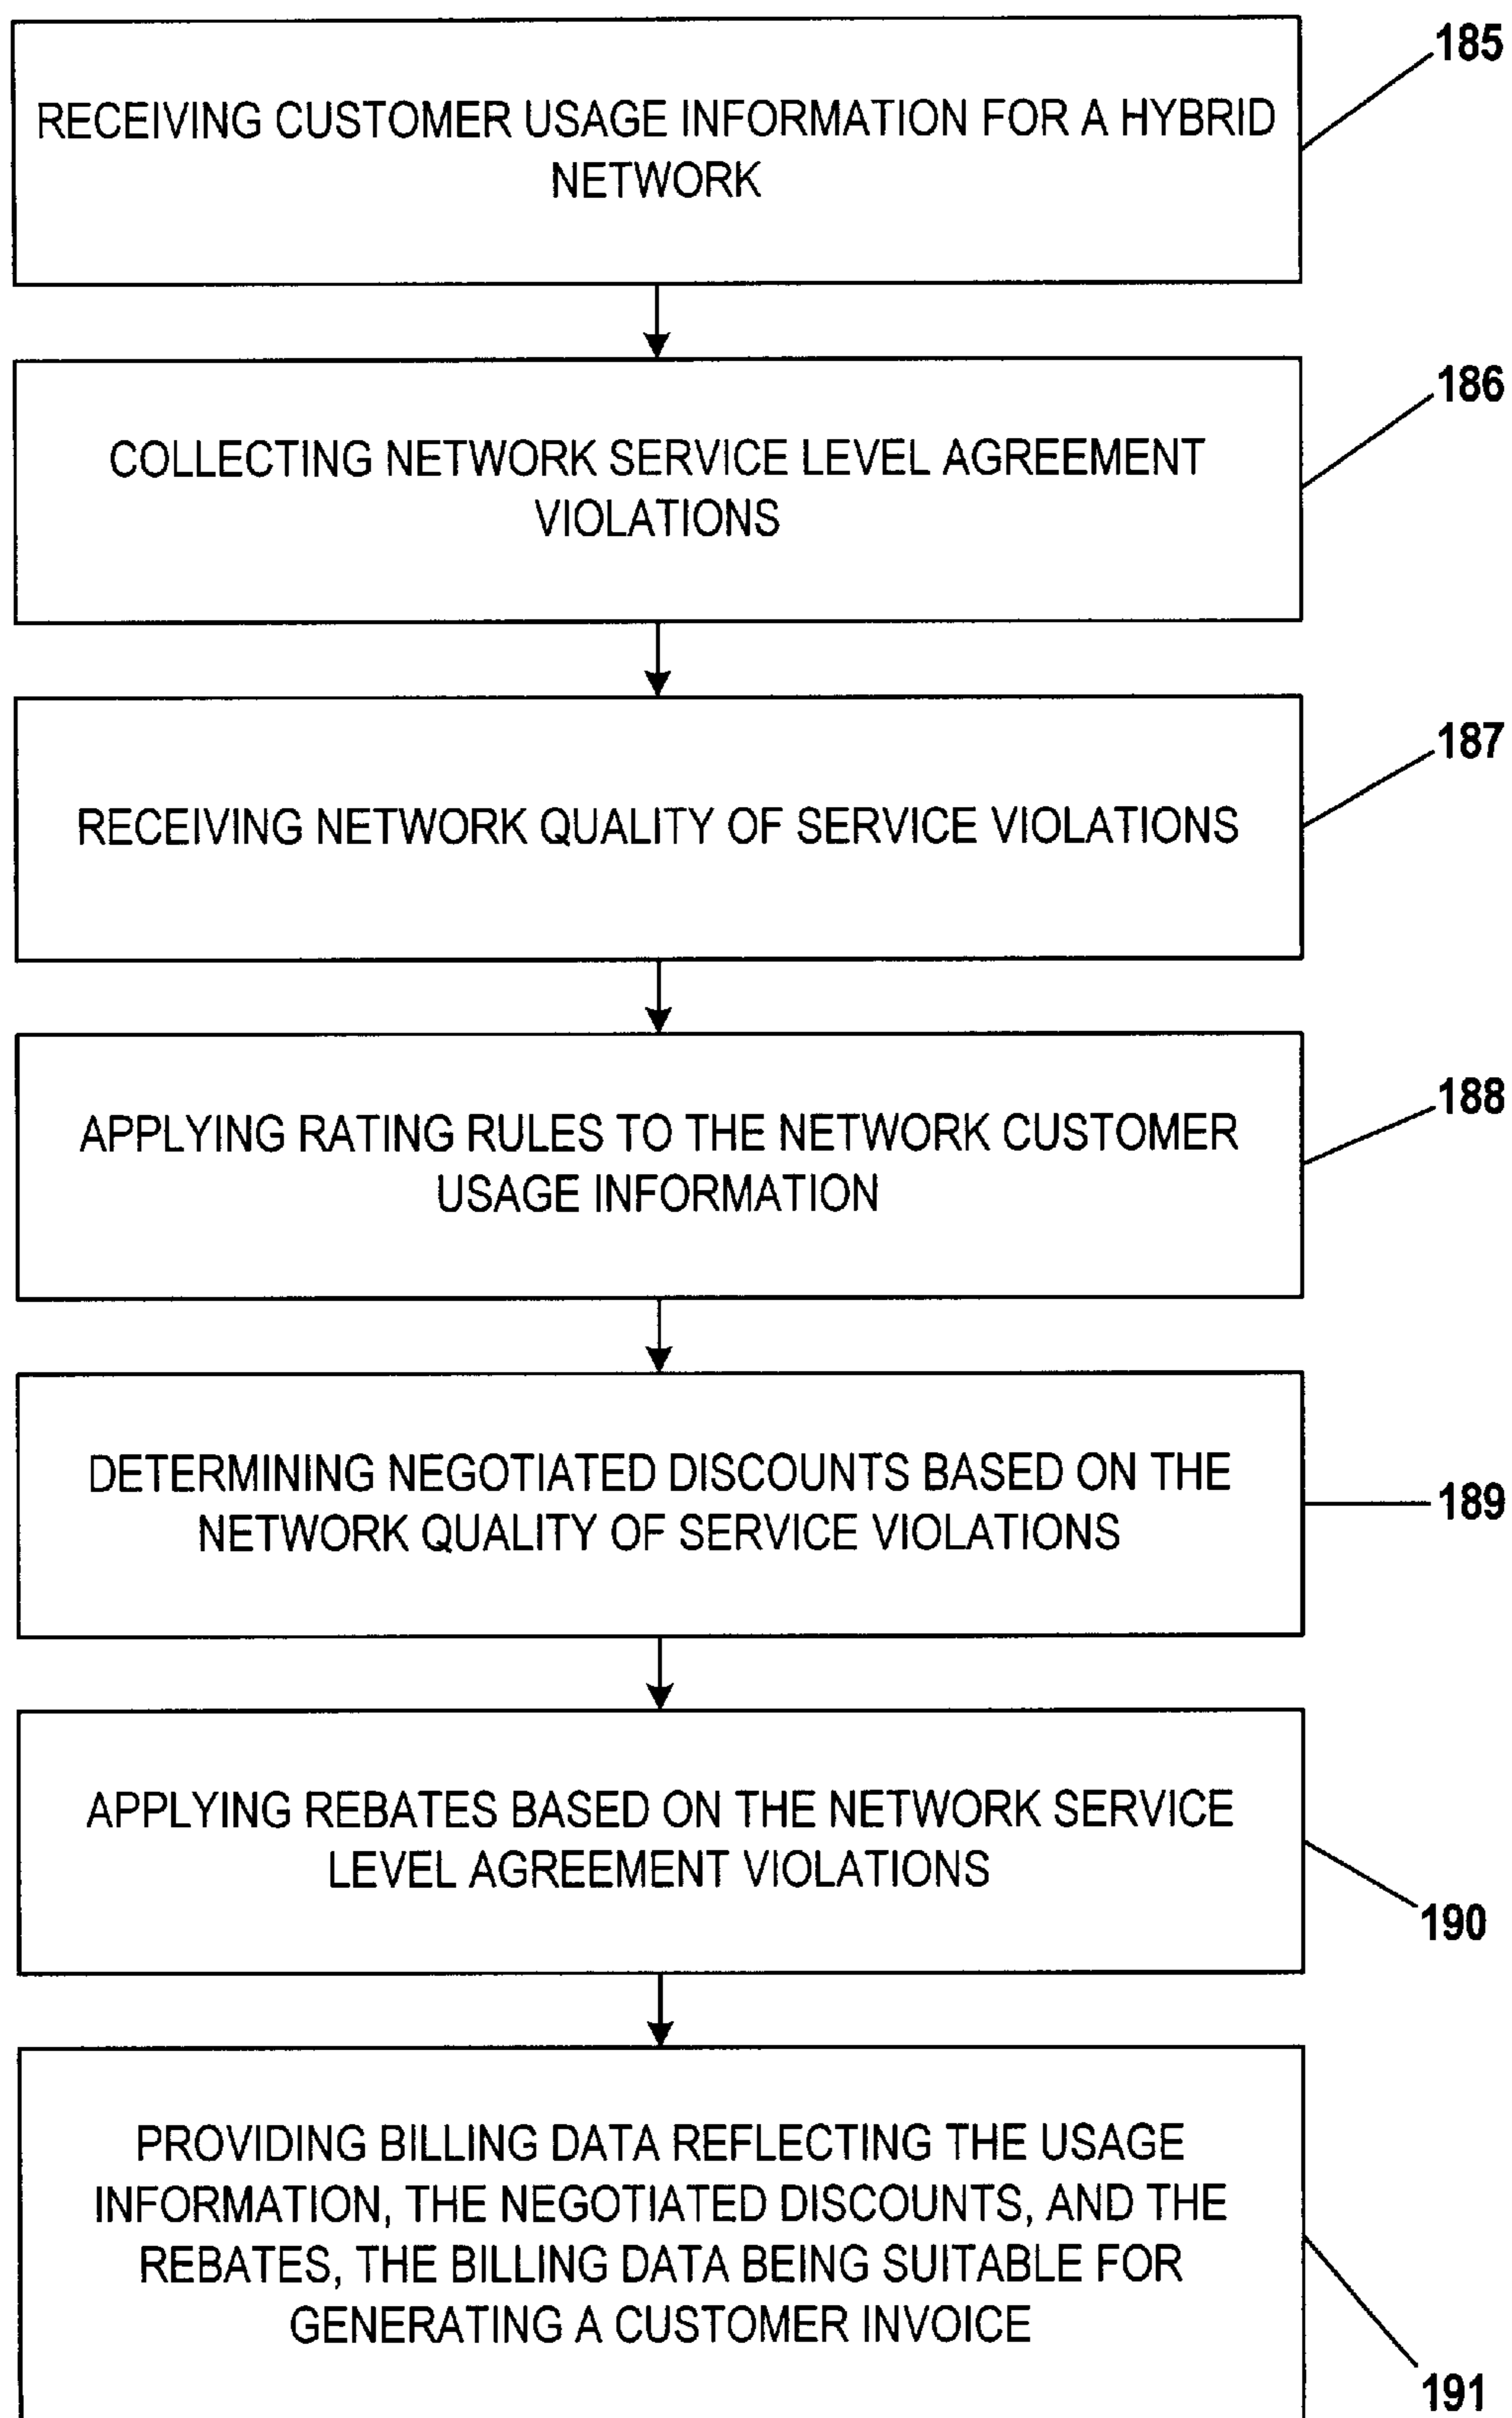 185
RECEIVING CUSTOMER USAGE INFORMATION FOR A HYBRID
NETWORK
186
COLLECTING NETWORK SERVICE LEVEL AGREEMENT
VIOLATIONS
187
RECEIVING NETWORK QUALITY OF SERVICE VIOLATIONS
188
APPLYING RATING RULES TO THE NETWORK CUSTOMER
USAGE INFORMATION
DETERMINING NEGOTIATED DISCOUNTS BASED ON THE
189
NETWORK QUALITY OF SERVICE VIOLATIONS
APPLYING REBATES BASED ON THE NETWORK SERVICE
LEVEL AGREEMENT VIOLATIONS
190
PROVIDING BILLING DATA REFLECTING THE USAGE
INFORMATION, THE NEGOTIATED DISCOUNTS, AND THE
REBATES, THE BILLING DATA BEING SUITABLE FOR
GENERATING A CUSTOMER INVOICE
191